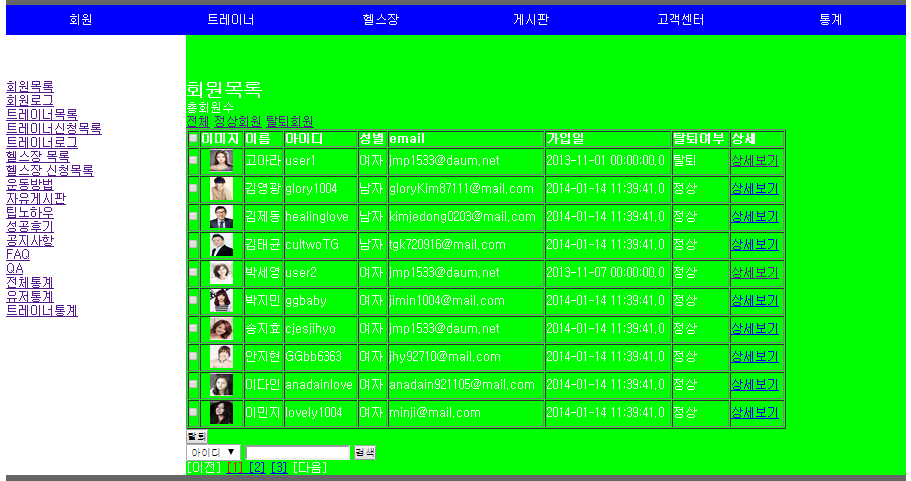 회원 트레이너 헬스장 게시판 고객센터 통계
회원목록
회원로그
트레이너목록
트레이너신청목록
트레이너로그
헬스장 목록
헬스장 신청목록
운동방법
자유게시판
팁노하우
성공후기
공지사항
FAQ
QA
전체통계
유저통계
트레이너통계
회원목록
총회원수
전체 정상회원 탈퇴회원
이미지 이름 아이디 성별 email 가입일 탈퇴여부 상세
고아라 user1 여자 jmp1533@daum.net 2013-11-01 00:00:00.0 탈퇴 상세보기
김영광 glory1004 남자 gloryKim87111@mail.com 2014-01-14 11:39:41.0 정상 상세보기
김제동 healinglove 남자 kimjedong0203@mail.com 2014-01-14 11:39:41.0 정상 상세보기
김태균 cultwoTG 남자 tgk720916@mail.com 2014-01-14 11:39:41.0 정상 상세보기
박세영 user2 여자 jmp1533@daum.net 2013-11-07 00:00:00.0 정상 상세보기
박지민 ggbaby 여자 jimin1004@mail.com 2014-01-14 11:39:41.0 정상 상세보기
송지효 cjesjihyo 여자 jmp1533@daum.net 2014-01-14 11:39:41.0 정상 상세보기
안지현 GGbb6363 여자 jhy92710@mail.com 2014-01-14 11:39:41.0 정상 상세보기
이다인 anadainlove 여자 anadain921105@mail.com 2014-01-14 11:39:41.0 정상 상세보기
이민지 lovely1004 여자 minji@mail.com 2014-01-14 11:39:41.0 정상 상세보기
탈퇴
아이디 ▼ 검색
[이전] [1] [2] [3] [다음]